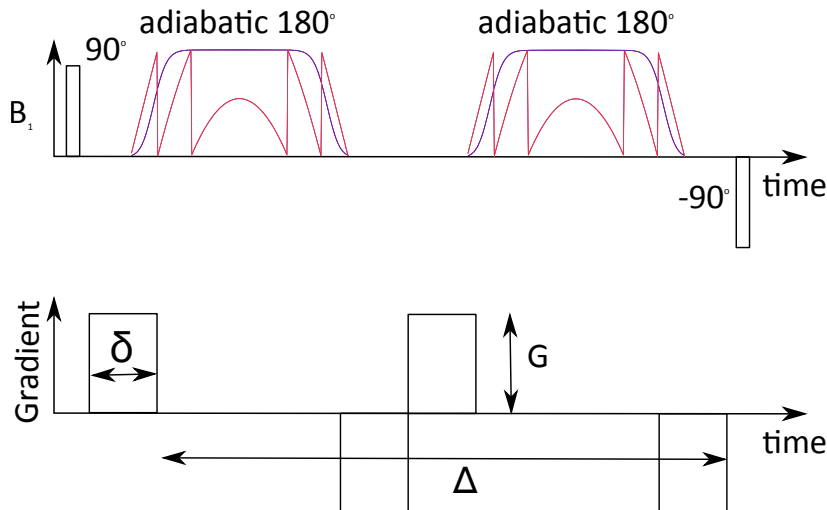 adiabatic 180°
adiabatic 180°
90°
B₁
time
-90°
Gradient
δ
G
time
Δ